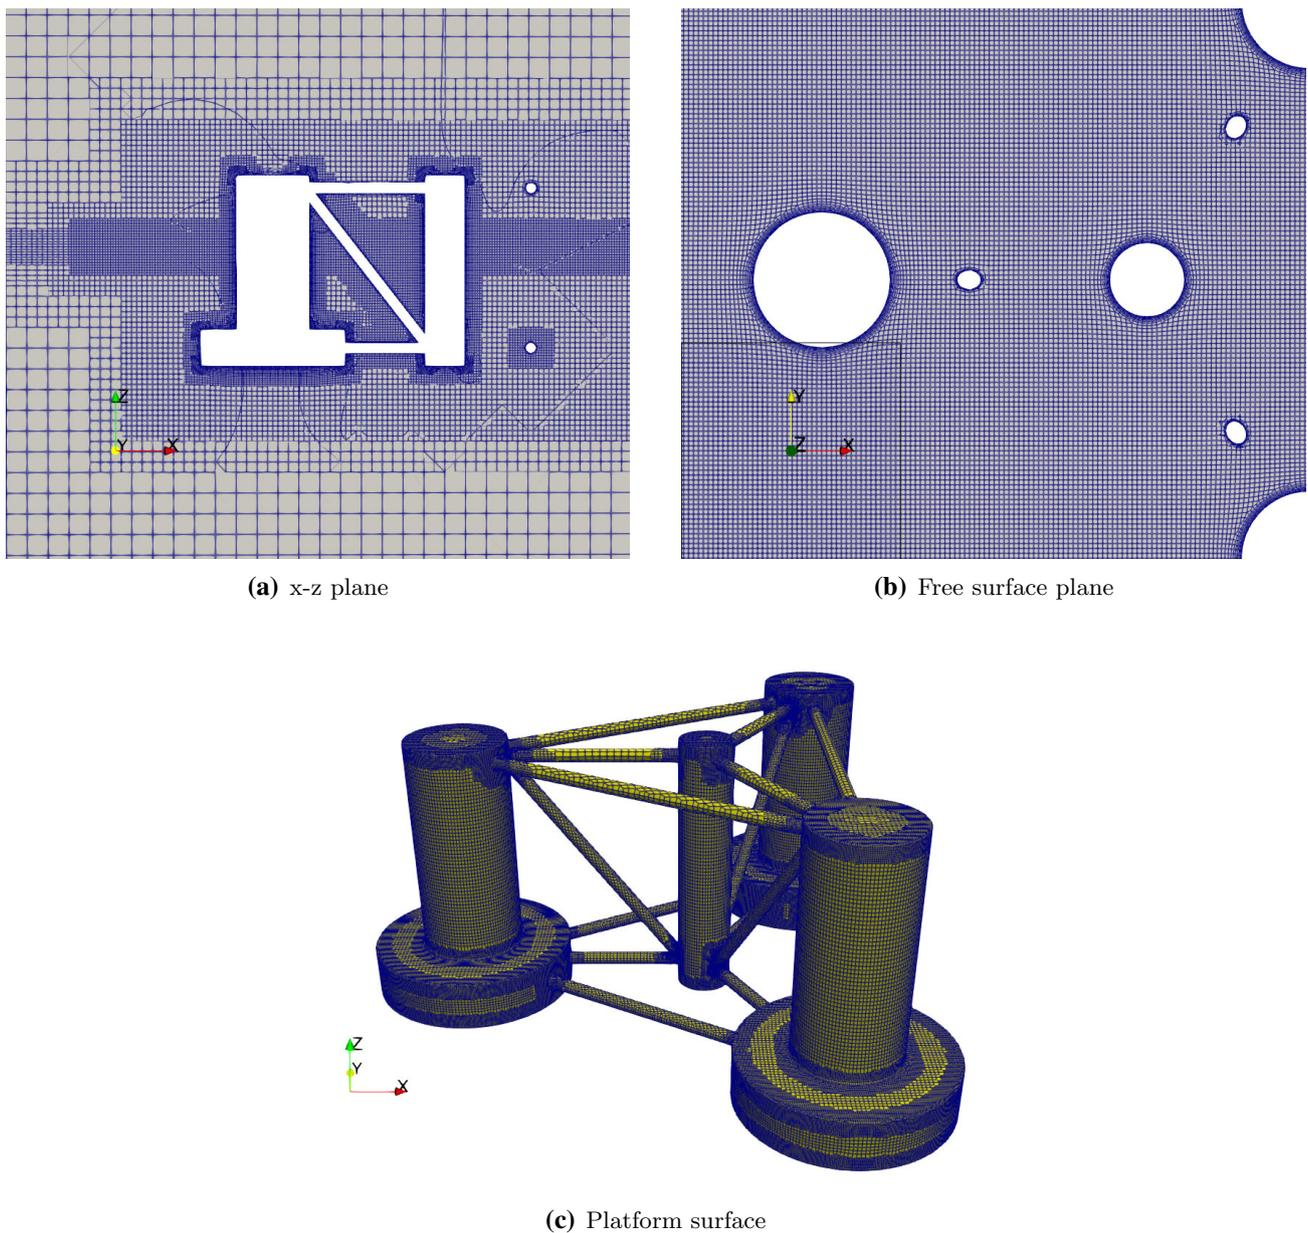 Z
Y
X
Y
Z
X
(a) x-z plane
(b) Free surface plane
Z
Y
X
(c) Platform surface